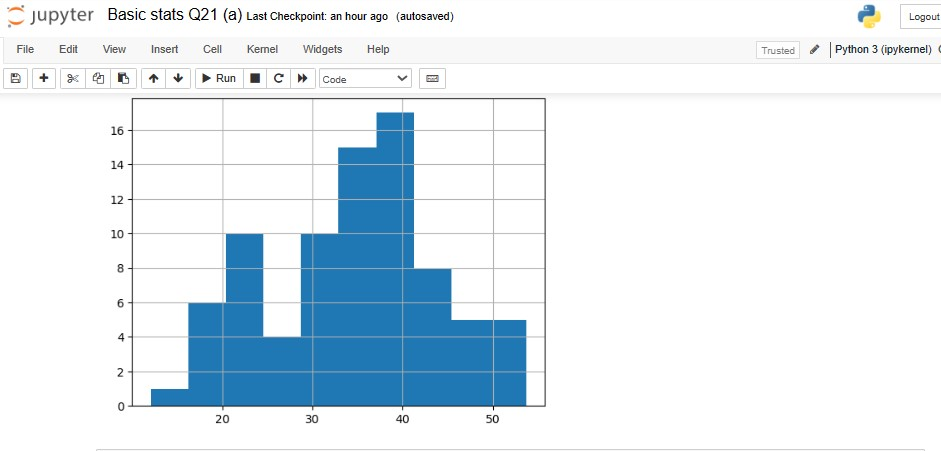 jupyter Basic stats Q21 (a) Last Checkpoint: an hour ago (autosaved)
Logout
File Edit View Insert Cell Kernel Widgets Help
Trusted Python 3 (ipykernel)
Run Code
16
14
12
10
8
6
4
2
0
20 30 40 50